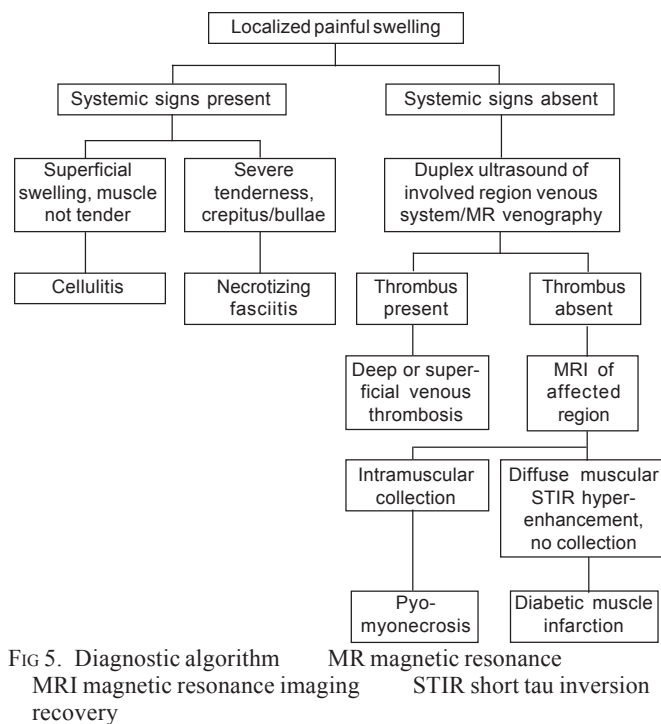 Localized painful swelling
Systemic signs present
Systemic signs absent
Superficial
swelling, muscle
not tender
Severe
tenderness,
crepitus/bullae
Duplex ultrasound of
involved region venous
system/MR venography
Cellulitis
Necrotizing
fasciitis
Thrombus
present
Thrombus
absent
Deep or super-
ficial venous
thrombosis
MRI of
affected
region
Intramuscular
collection
Diffuse muscular
STIR hyper-
enhancement,
no collection
Pyo-
myonecrosis
Diabetic muscle
infarction
FIG 5. Diagnostic algorithm MR magnetic resonance
MRI magnetic resonance imaging STIR short tau inversion
recovery